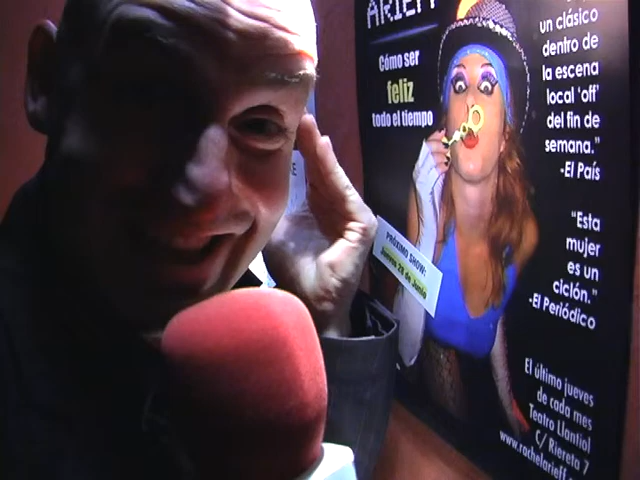 ARIEFF
Cómo ser
feliz
todo el tiempo
un clásico
dentro de
la escena
local 'off'
del fin de
semana."
-El País
"Esta
mujer
es un
ciclón."
-El Periódico
PRÓXIMO SHOW:
Jueves 28 de Junio
El último jueves
de cada mes
Teatro Llantiol
C/ Riereta 7
www.rachelarieff.